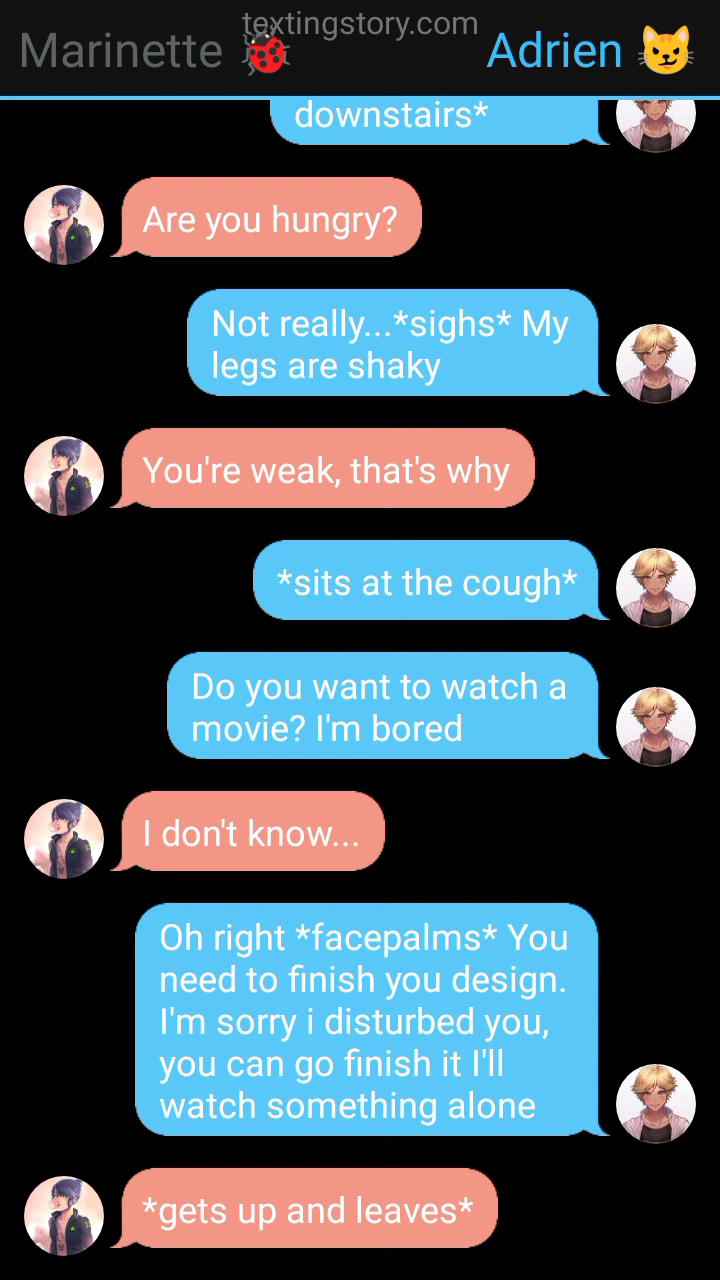 textingstory.com
Marinette 🐞
Adrien 😼
downstairs*
Are you hungry?
Not really...*sighs* My
legs are shaky
You're weak, that's why
*sits at the cough*
Do you want to watch a
movie? I'm bored
I don't know...
Oh right *facepalms* You
need to finish you design.
I'm sorry i disturbed you,
you can go finish it I'll
watch something alone
*gets up and leaves*